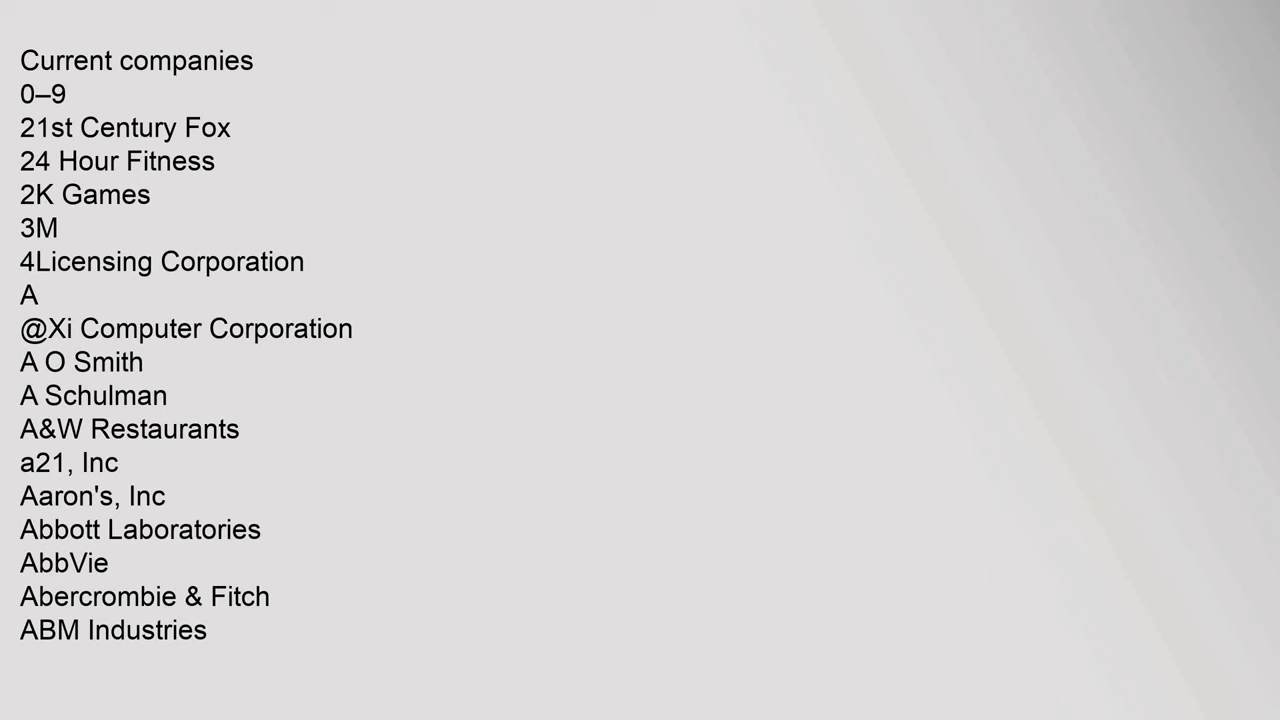 Current companies
0–9
21st Century Fox
24 Hour Fitness
2K Games
3M
4Licensing Corporation
A
@Xi Computer Corporation
A O Smith
A Schulman
A&W Restaurants
a21, Inc
Aaron's, Inc
Abbott Laboratories
AbbVie
Abercrombie & Fitch
ABM Industries